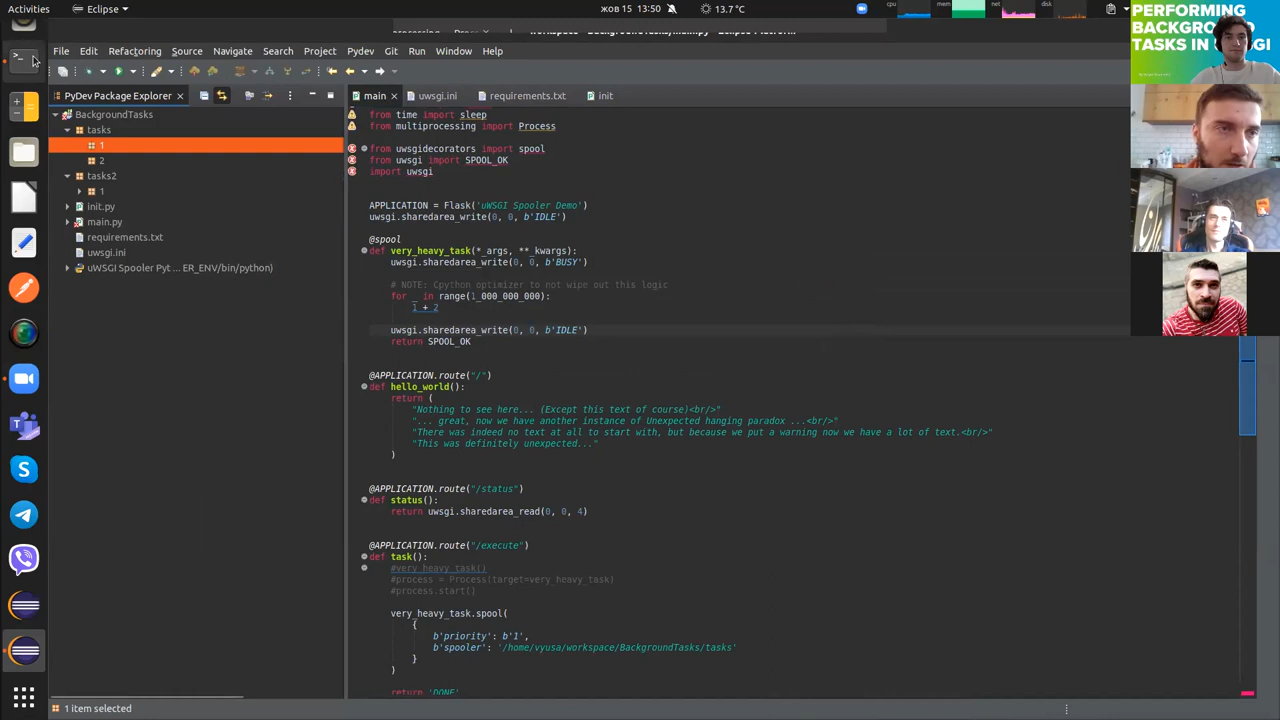 Activities
Eclipse
жов 15 13:50
13.7 °C
cpu
mem
net
disk
File Edit Refactoring Source Navigate Search Project Pydev Git Run Window Help
PyDev Package Explorer
main
uwsgi.ini
requirements.txt
init
BackgroundTasks
tasks
1
2
tasks2
1
init.py
main.py
requirements.txt
uwsgi.ini
uWSGI Spooler Pyt ... ER_ENV/bin/python)
from time import sleep
from multiprocessing import Process
from uwsgidecorators import spool
from uwsgi import SPOOL_OK
import uwsgi
APPLICATION = Flask('uWSGI Spooler Demo')
uwsgi.sharedarea_write(0, 0, b'IDLE')
@spool
def very_heavy_task(*_args, **_kwargs):
uwsgi.sharedarea_write(0, 0, b'BUSY')
# NOTE: Cpython optimizer to not wipe out this logic
for _ in range(1_000_000_000):
1 + 2
uwsgi.sharedarea_write(0, 0, b'IDLE')
return SPOOL_OK
@APPLICATION.route("/")
def hello_world():
return (
"Nothing to see here... (Except this text of course)<br/>"
"... great, now we have another instance of Unexpected hanging paradox ...<br/>"
"There was indeed no text at all to start with, but because we put a warning now we have a lot of text.<br/>"
"This was definitely unexpected..."
)
@APPLICATION.route("/status")
def status():
return uwsgi.sharedarea_read(0, 0, 4)
@APPLICATION.route("/execute")
def task():
#very_heavy_task()
#process = Process(target=very_heavy_task)
#process.start()
very_heavy_task.spool(
{
b'priority': b'1',
b'spooler': '/home/vyusa/workspace/BackgroundTasks/tasks'
}
)
return 'DONE'
1 item selected
PERFORMING
TASKS IN